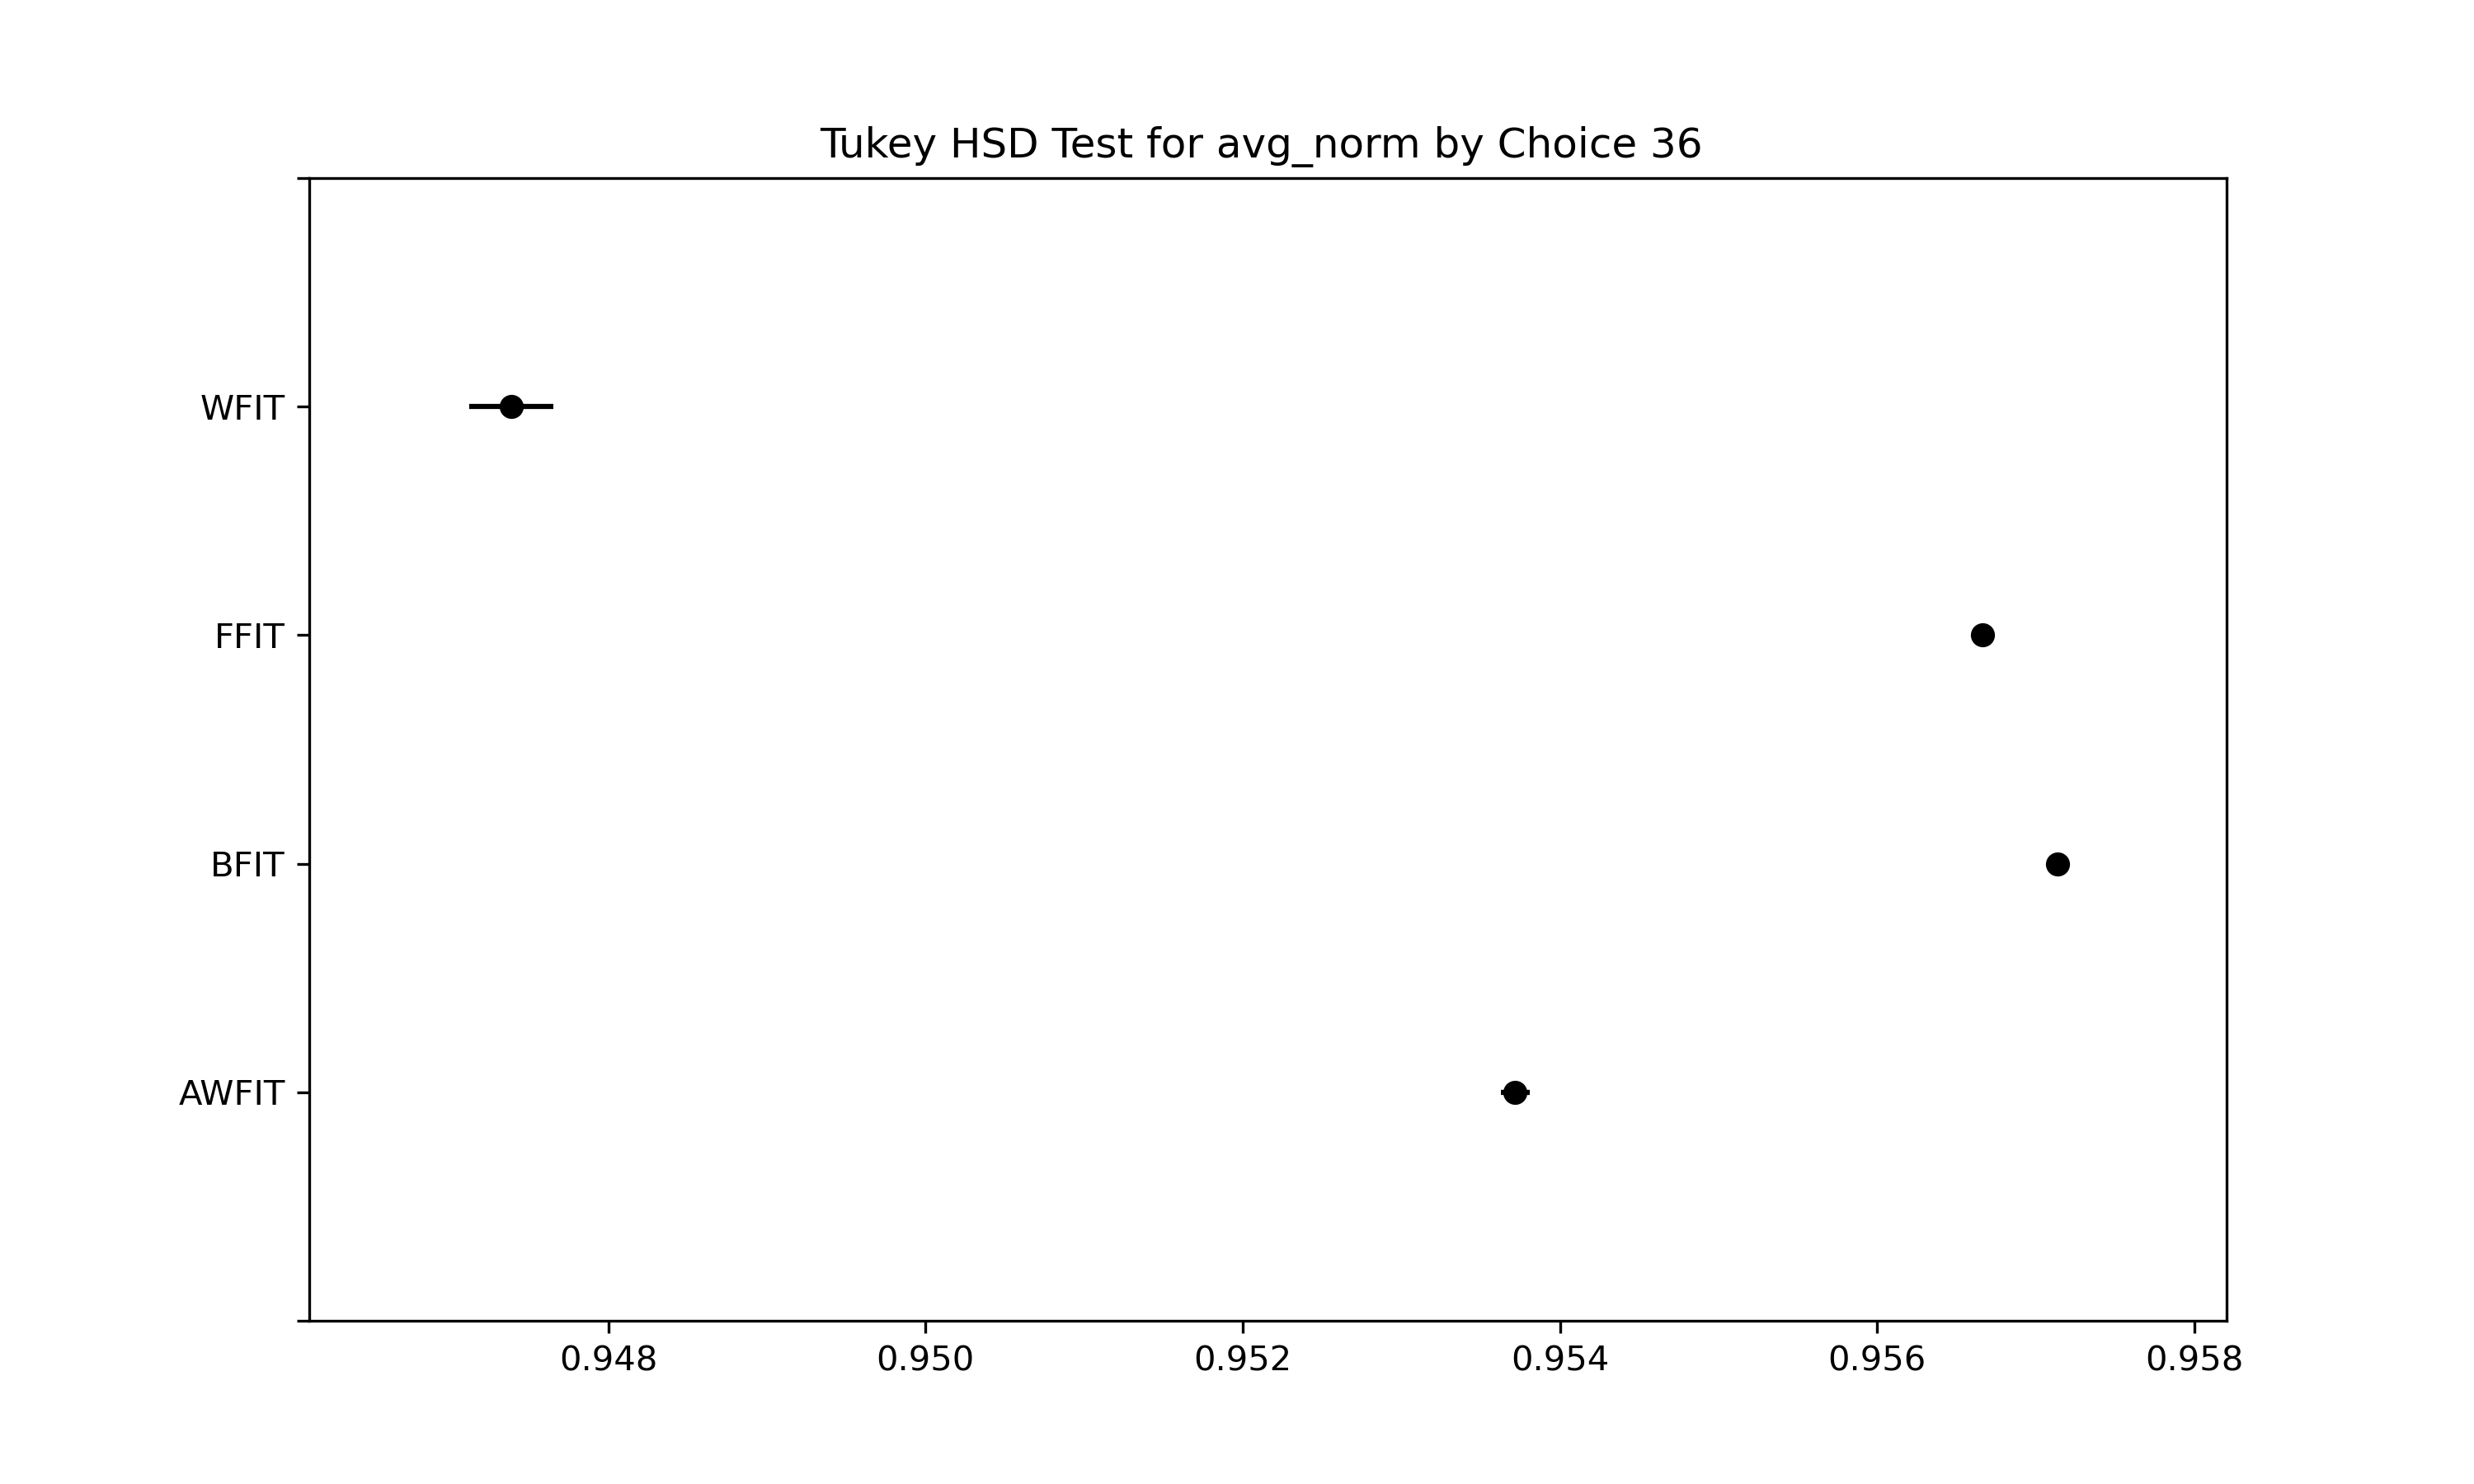 Tukey HSD Test for avg_norm by Choice 36
WFIT
FFIT
BFIT
AWFIT
0.948 0.950 0.952 0.954 0.956 0.958